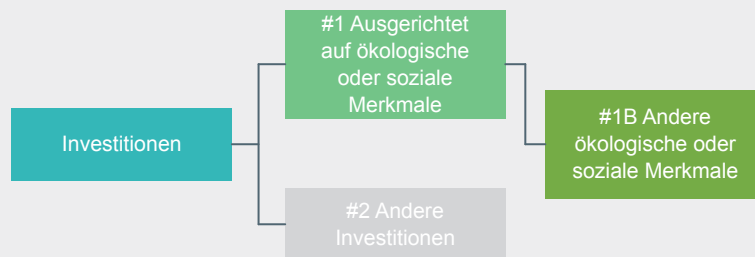 #1 Ausgerichtet
auf ökologische
oder soziale
Merkmale
Investitionen
#1B Andere
ökologische oder
soziale Merkmale
#2 Andere
Investitionen